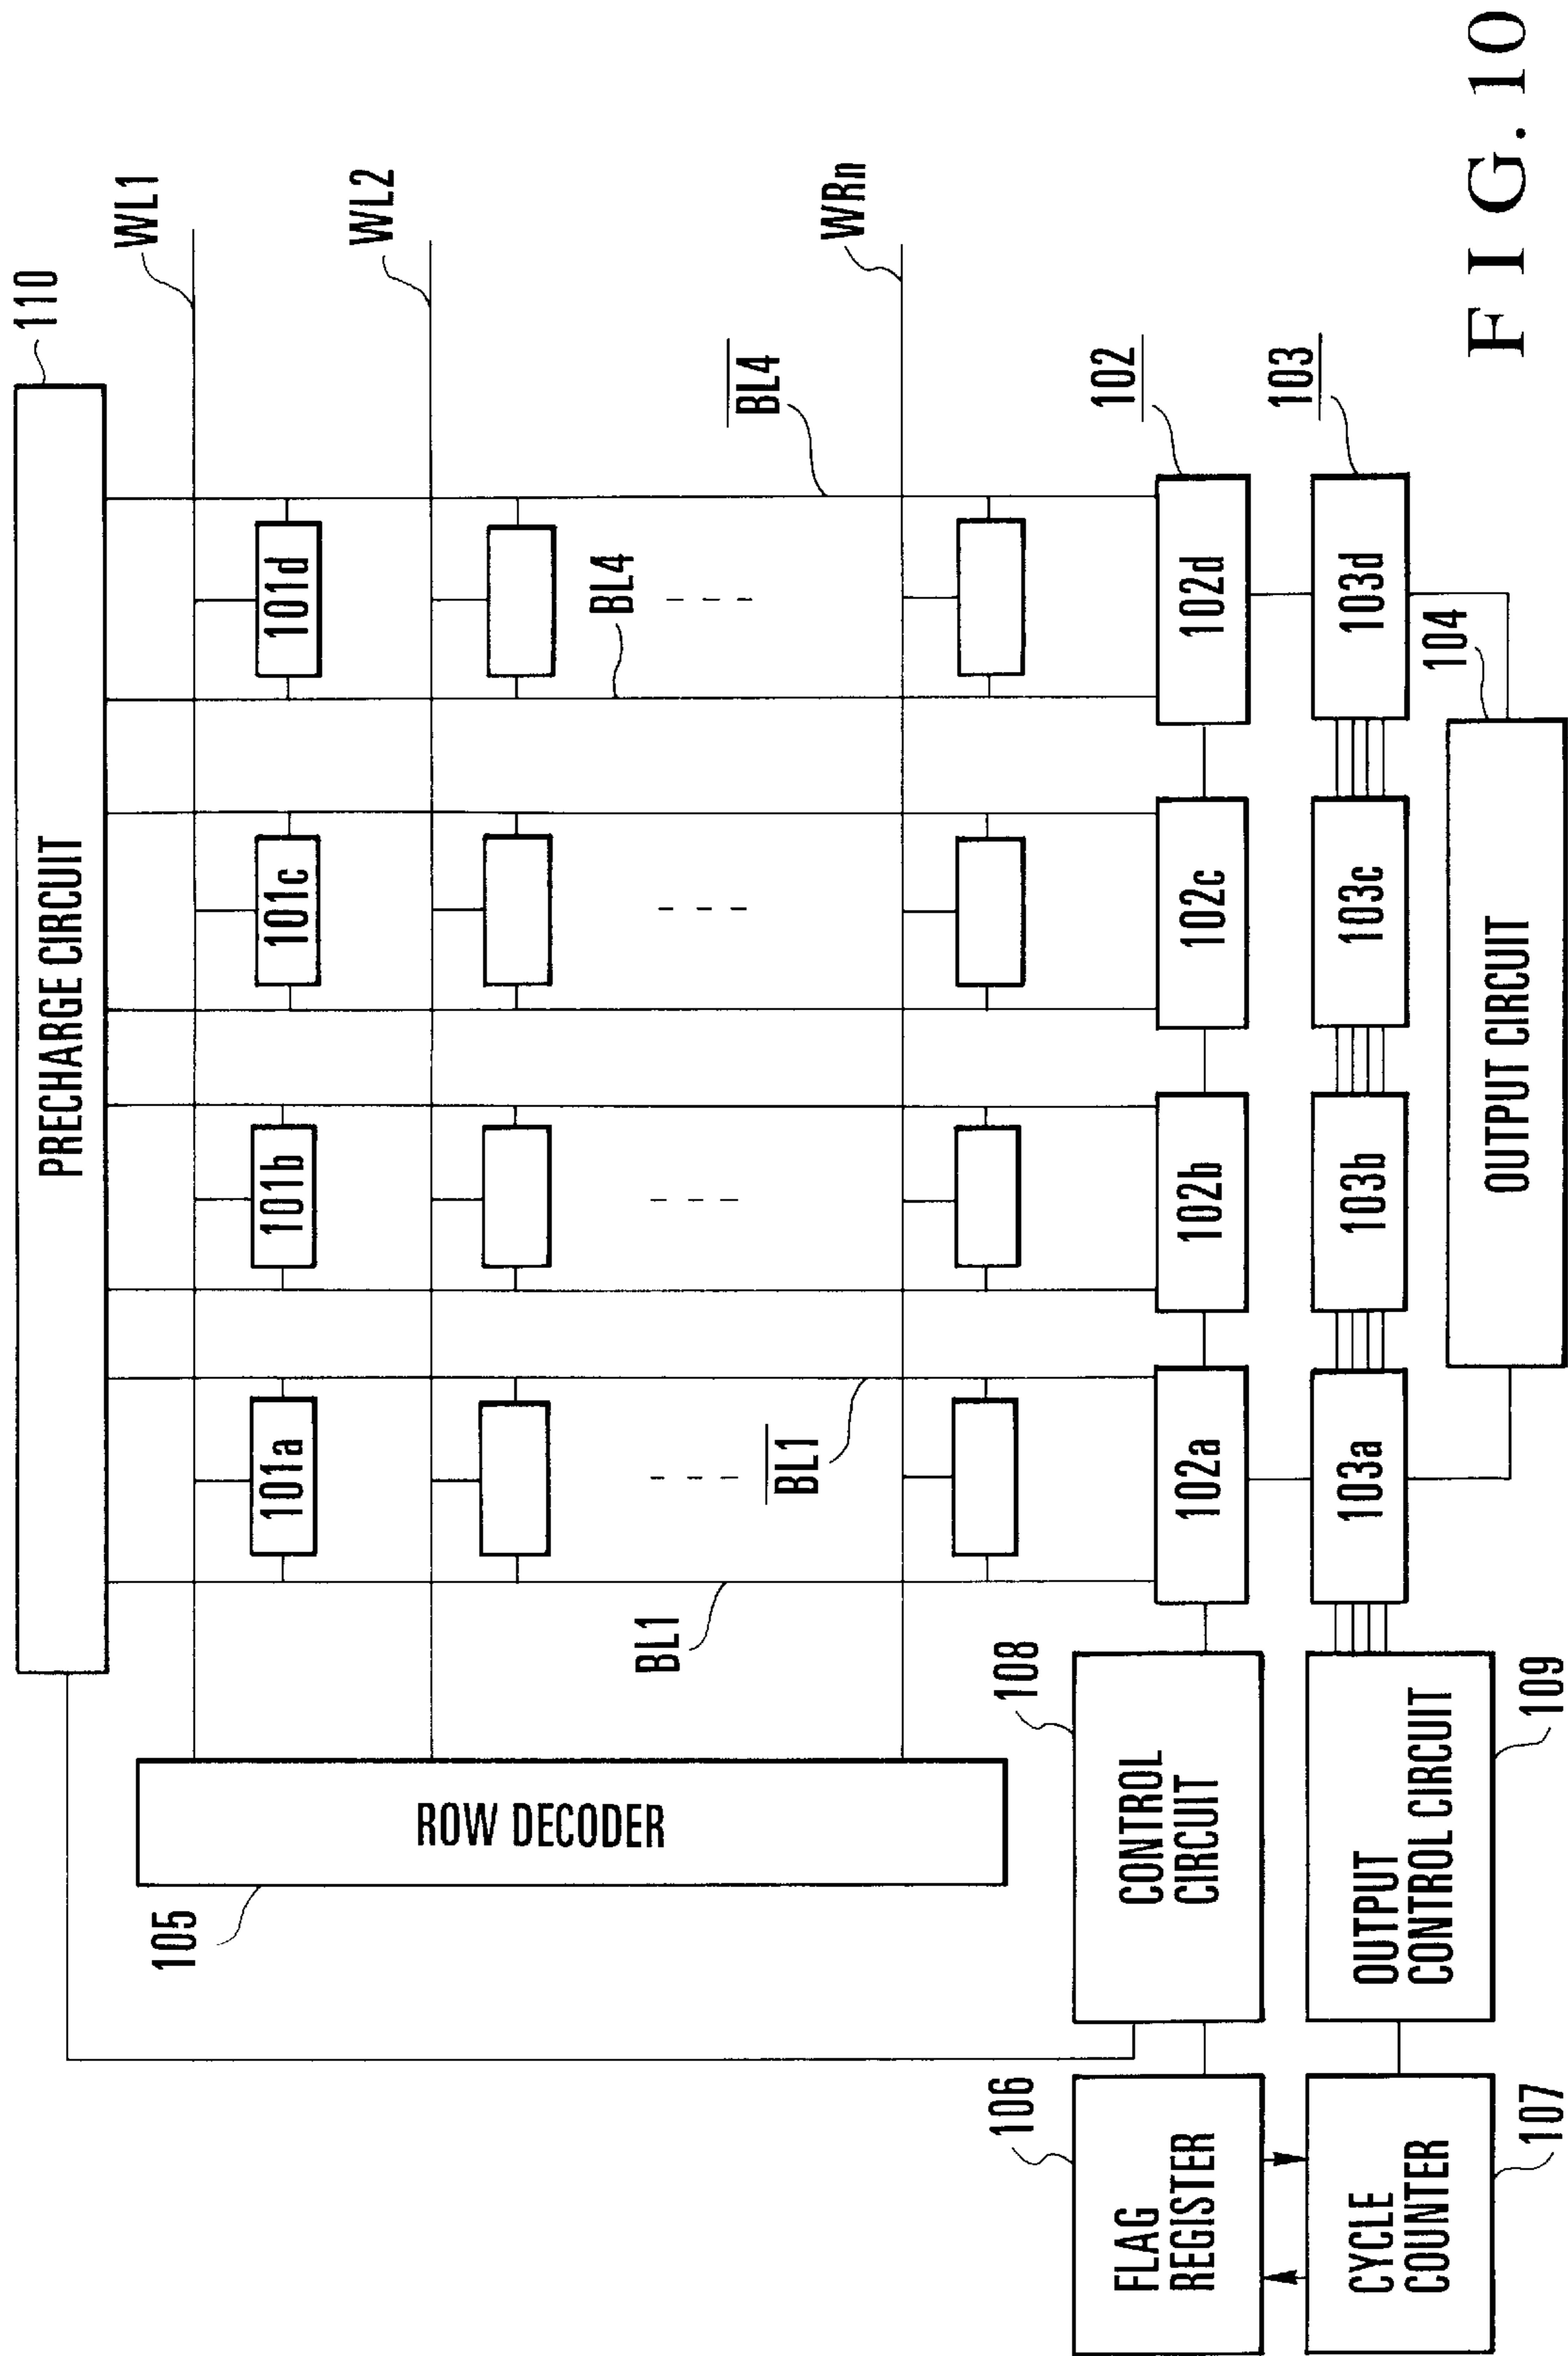 PRECHARGE CIRCUIT
110
WL1
101a
101b
101c
101d
WL2
BL1
BL1
BL4
BL4
WRn
ROW DECODER
105
108
CONTROL
CIRCUIT
102a
102b
102c
102d
102
106
FLAG
REGISTER
OUTPUT
CONTROL CIRCUIT
109
103a
103b
103c
103d
103
CYCLE
COUNTER
107
OUTPUT CIRCUIT
104
FIG.10